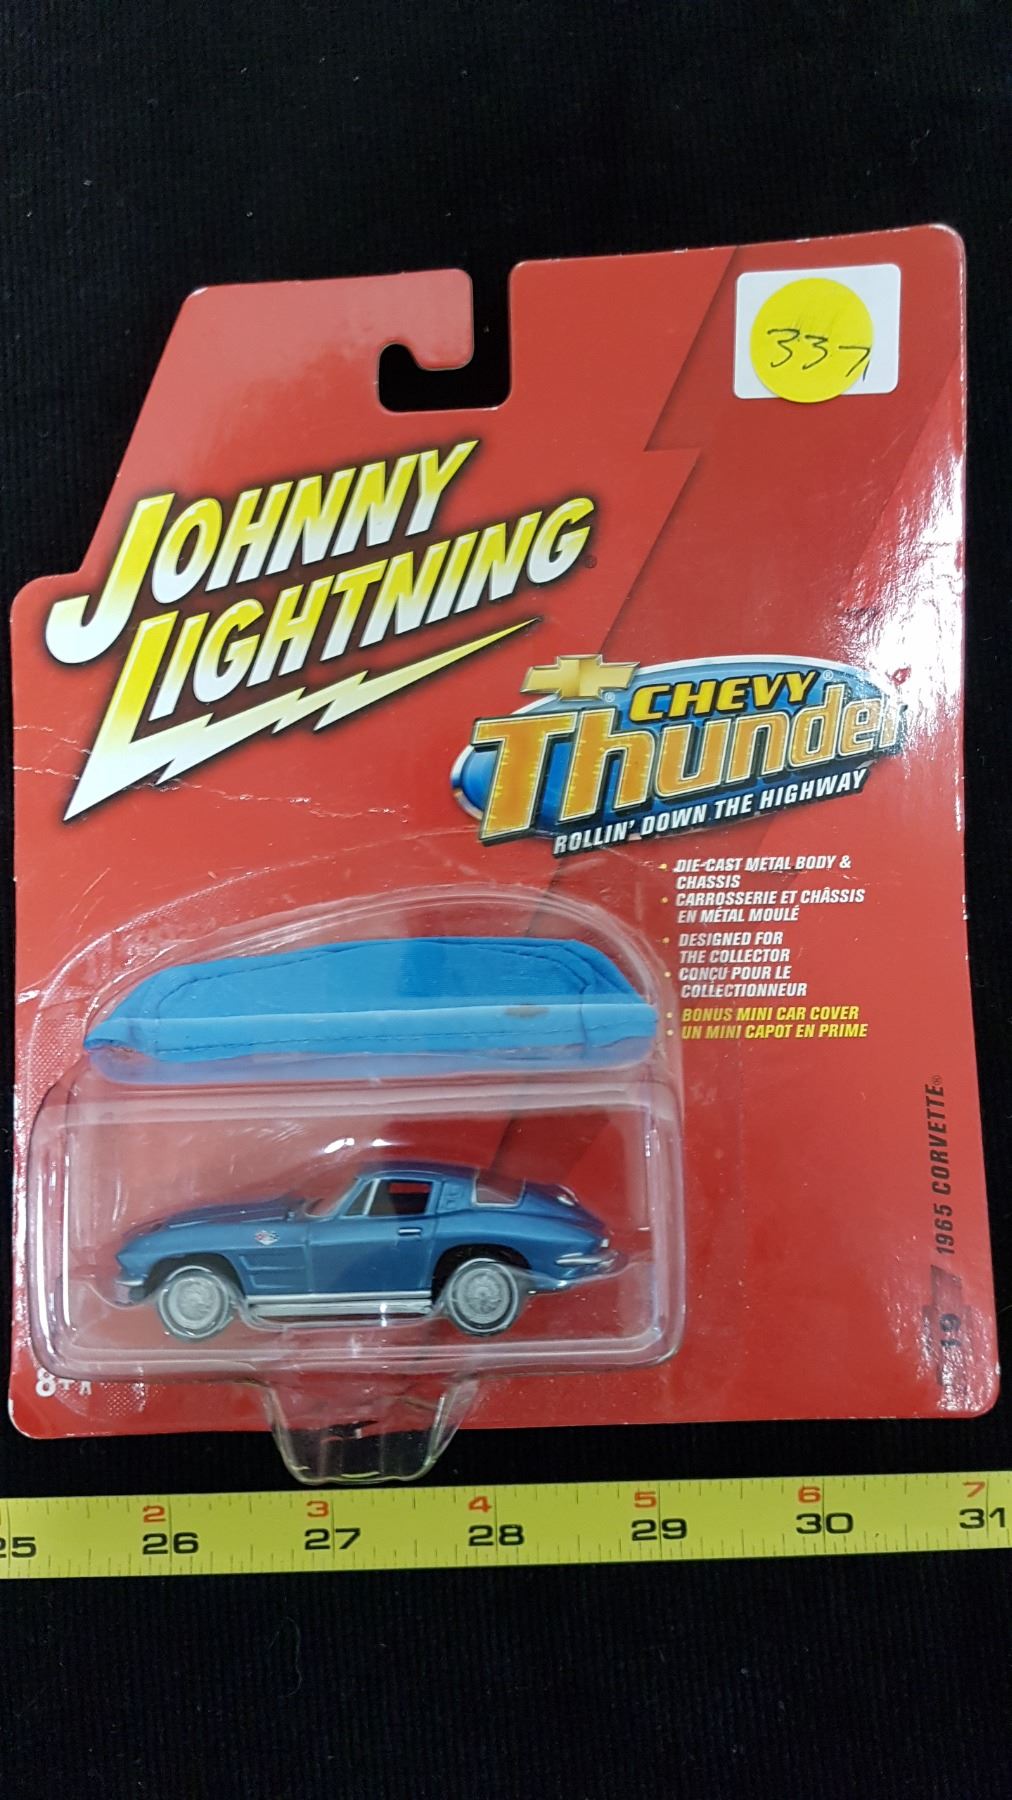 337
JOHNNY
LIGHTNING®
CHEVY®
Thunder
ROLLIN' DOWN THE HIGHWAY
• DIE-CAST METAL BODY &
CHASSIS
• CARROSSERIE ET CHÂSSIS
EN MÉTAL MOULÉ
• DESIGNED FOR
THE COLLECTOR
• CONÇU POUR LE
COLLECTIONNEUR
• BONUS MINI CAR COVER
• UN MINI CAPOT EN PRIME
1965 CORVETTE®
19
8+
2 3 4 5 6 7
25 26 27 28 29 30 31